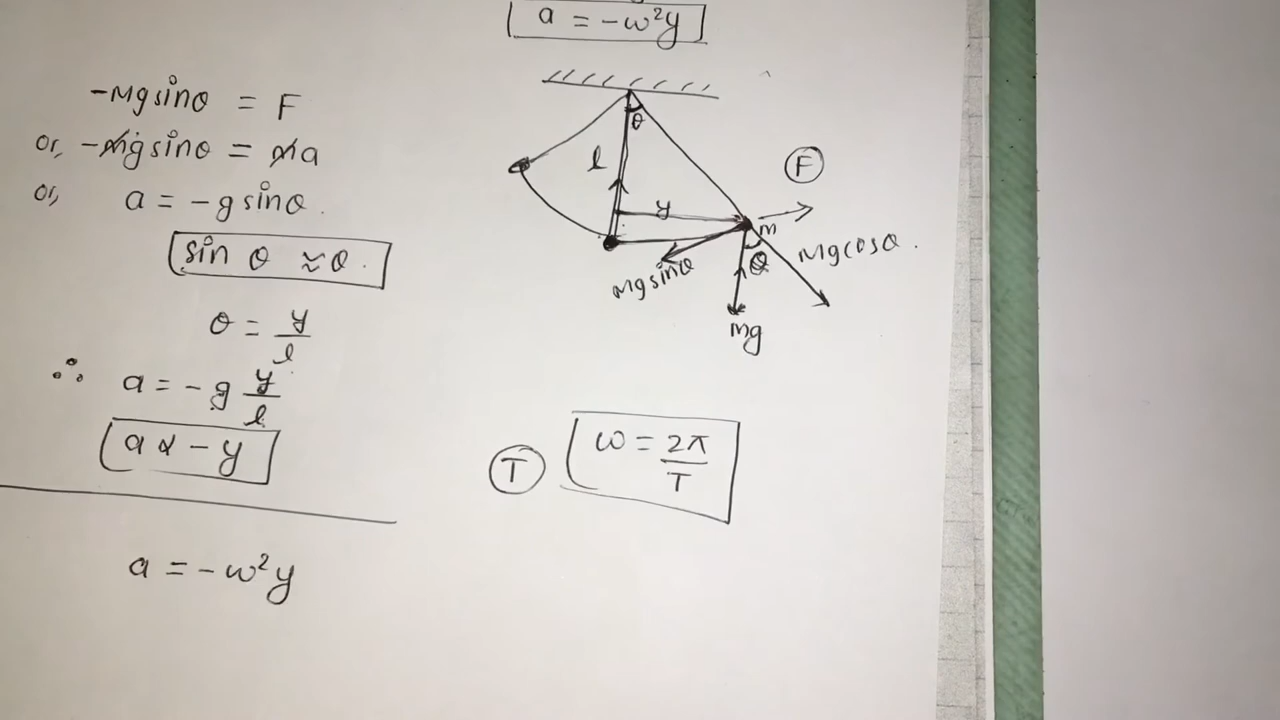 a = -ω²y
-Mg sinθ = F
or, -mg sinθ = ma
or, a = -g sinθ.
sin θ ≈ θ.
θ = y/l
∴ a = -g y/l
a α - y
a = -ω²y
θ
l
y
F
m
Mg cosθ.
θ
Mg sinθ
Mg
T
ω = 2π/T